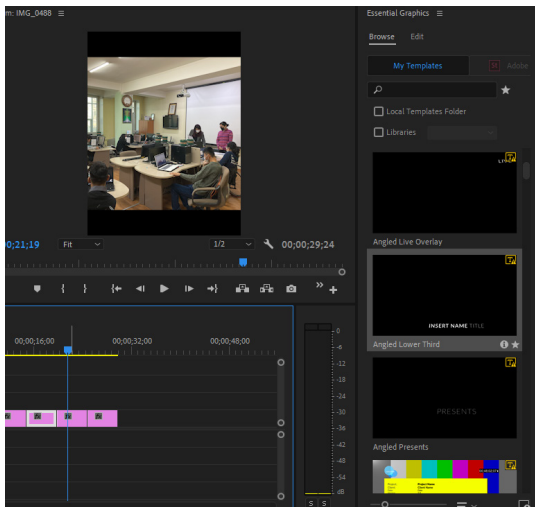 m: IMG_0488
Essential Graphics
Browse Edit
My Templates Adobe
Local Templates Folder
Libraries
Angled Live Overlay
INSERT NAME TITLE
Angled Lower Third
PRESENTS
Angled Presents
0;21;19 Fit 1/2 00;00;29;24
00;00;16;00 00;00;32;00 00;00;48;00
0
-6
-12
-18
-24
-30
-36
-42
-48
-54
dB
S S